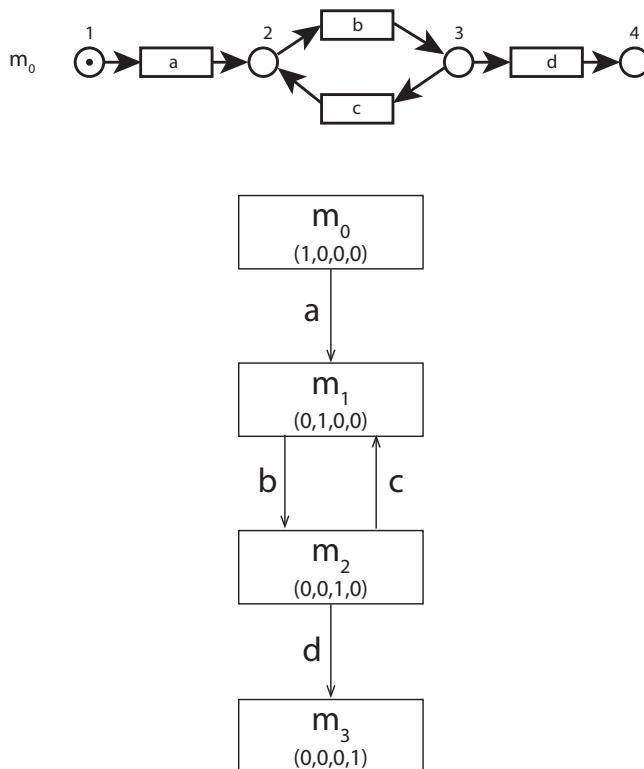 1 2 b 3 4
m₀ a d
c
m₀
(1,0,0,0)
a
m₁
(0,1,0,0)
b c
m₂
(0,0,1,0)
d
m₃
(0,0,0,1)